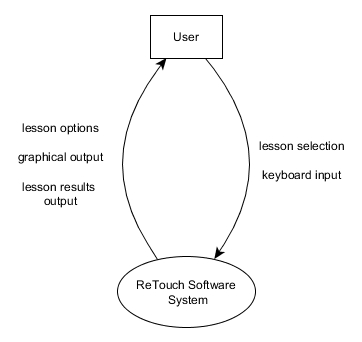 User
lesson options
graphical output
lesson results
output
lesson selection
keyboard input
ReTouch Software
System